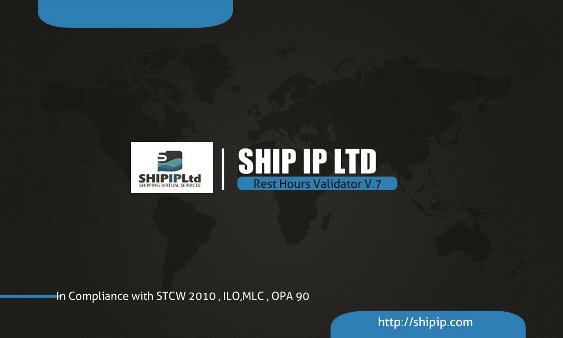 SHIPIPLtd
SHIPPING VIRTUAL SERVICES
SHIP IP LTD
Rest Hours Validator V.7
In Compliance with STCW 2010 , ILO,MLC , OPA 90
http://shipip.com